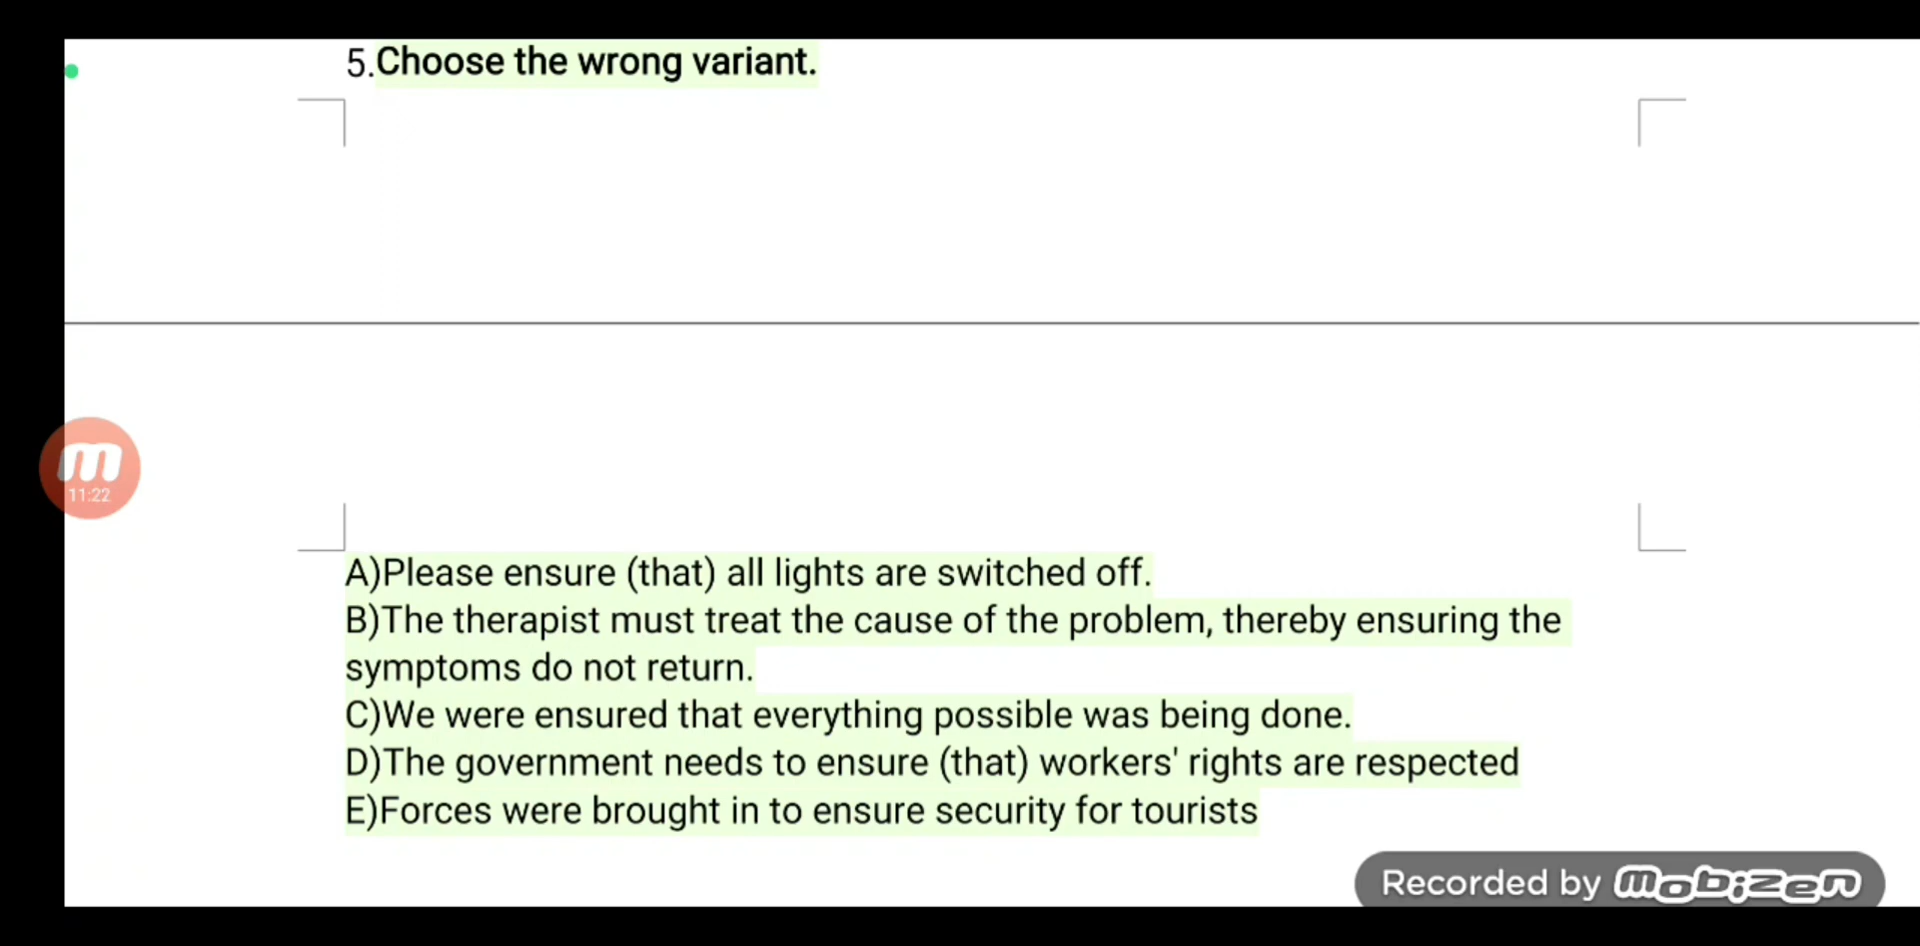 5.Choose the wrong variant.
m
11:22
A)Please ensure (that) all lights are switched off.
B)The therapist must treat the cause of the problem, thereby ensuring the
symptoms do not return.
C)We were ensured that everything possible was being done.
D)The government needs to ensure (that) workers' rights are respected
E)Forces were brought in to ensure security for tourists
Recorded by mobizen